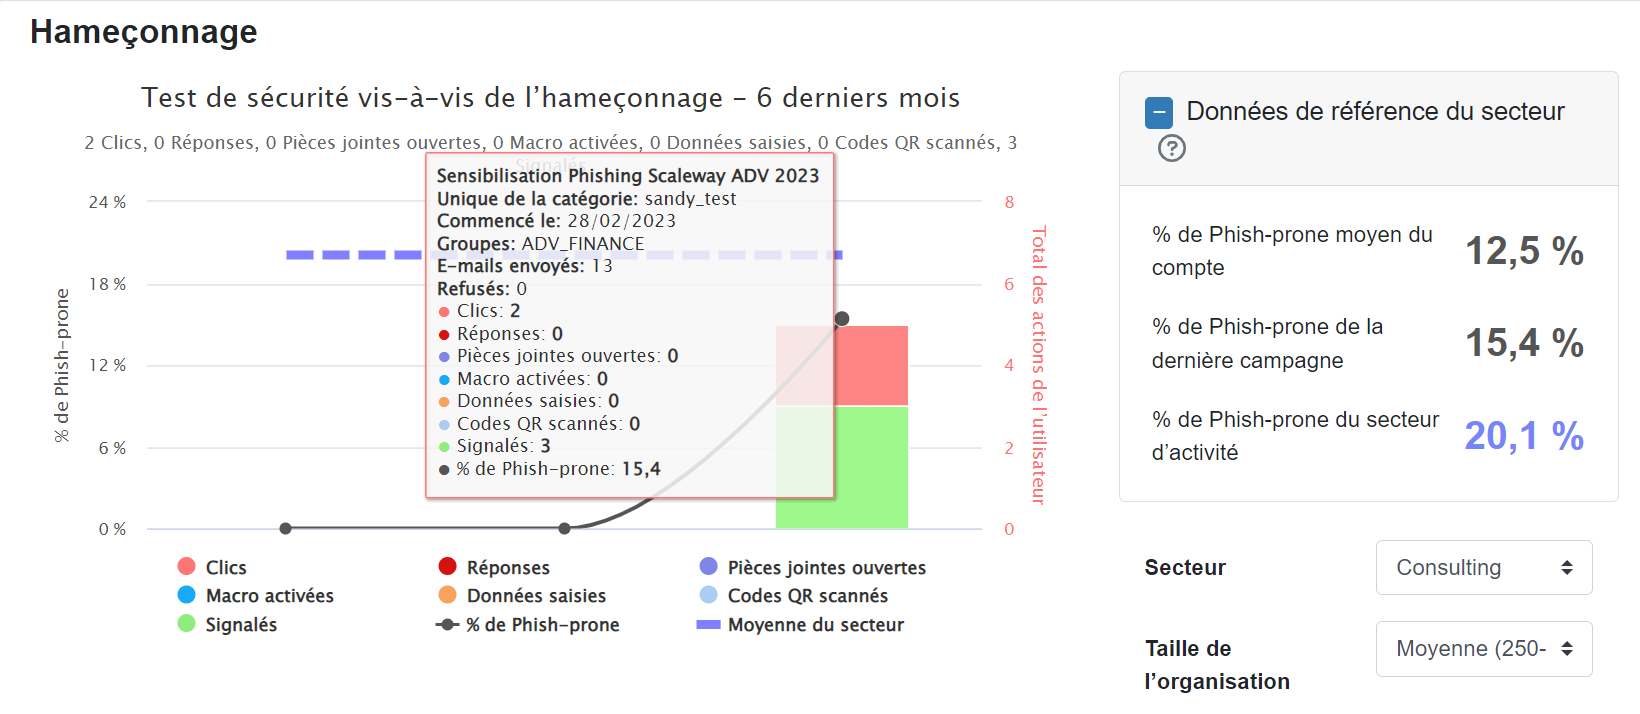 Hameçonnage
Test de sécurité vis-à-vis de l'hameçonnage – 6 derniers mois
2 Clics, 0 Réponses, 0 Pièces jointes ouvertes, 0 Macro activées, 0 Données saisies, 0 Codes QR scannés, 3
Signalés
Sensibilisation Phishing Scaleway ADV 2023
Unique de la catégorie: sandy_test
Commencé le: 28/02/2023
Groupes: ADV_FINANCE
E-mails envoyés: 13
Refusés: 0
Clics: 2
Réponses: 0
Pièces jointes ouvertes: 0
Macro activées: 0
Données saisies: 0
Codes QR scannés: 0
Signalés: 3
% de Phish-prone: 15,4
24 %
18 %
12 %
6 %
0 %
% de Phish-prone
8
6
4
2
0
Total des actions de l'utilisateur
Clics
Réponses
Pièces jointes ouvertes
Macro activées
Données saisies
Codes QR scannés
Signalés
% de Phish-prone
Moyenne du secteur
Données de référence du secteur
?
% de Phish-prone moyen du
compte
12,5 %
% de Phish-prone de la
dernière campagne
15,4 %
% de Phish-prone du secteur
d'activité
20,1 %
Secteur
Consulting
Taille de
l'organisation
Moyenne (250-